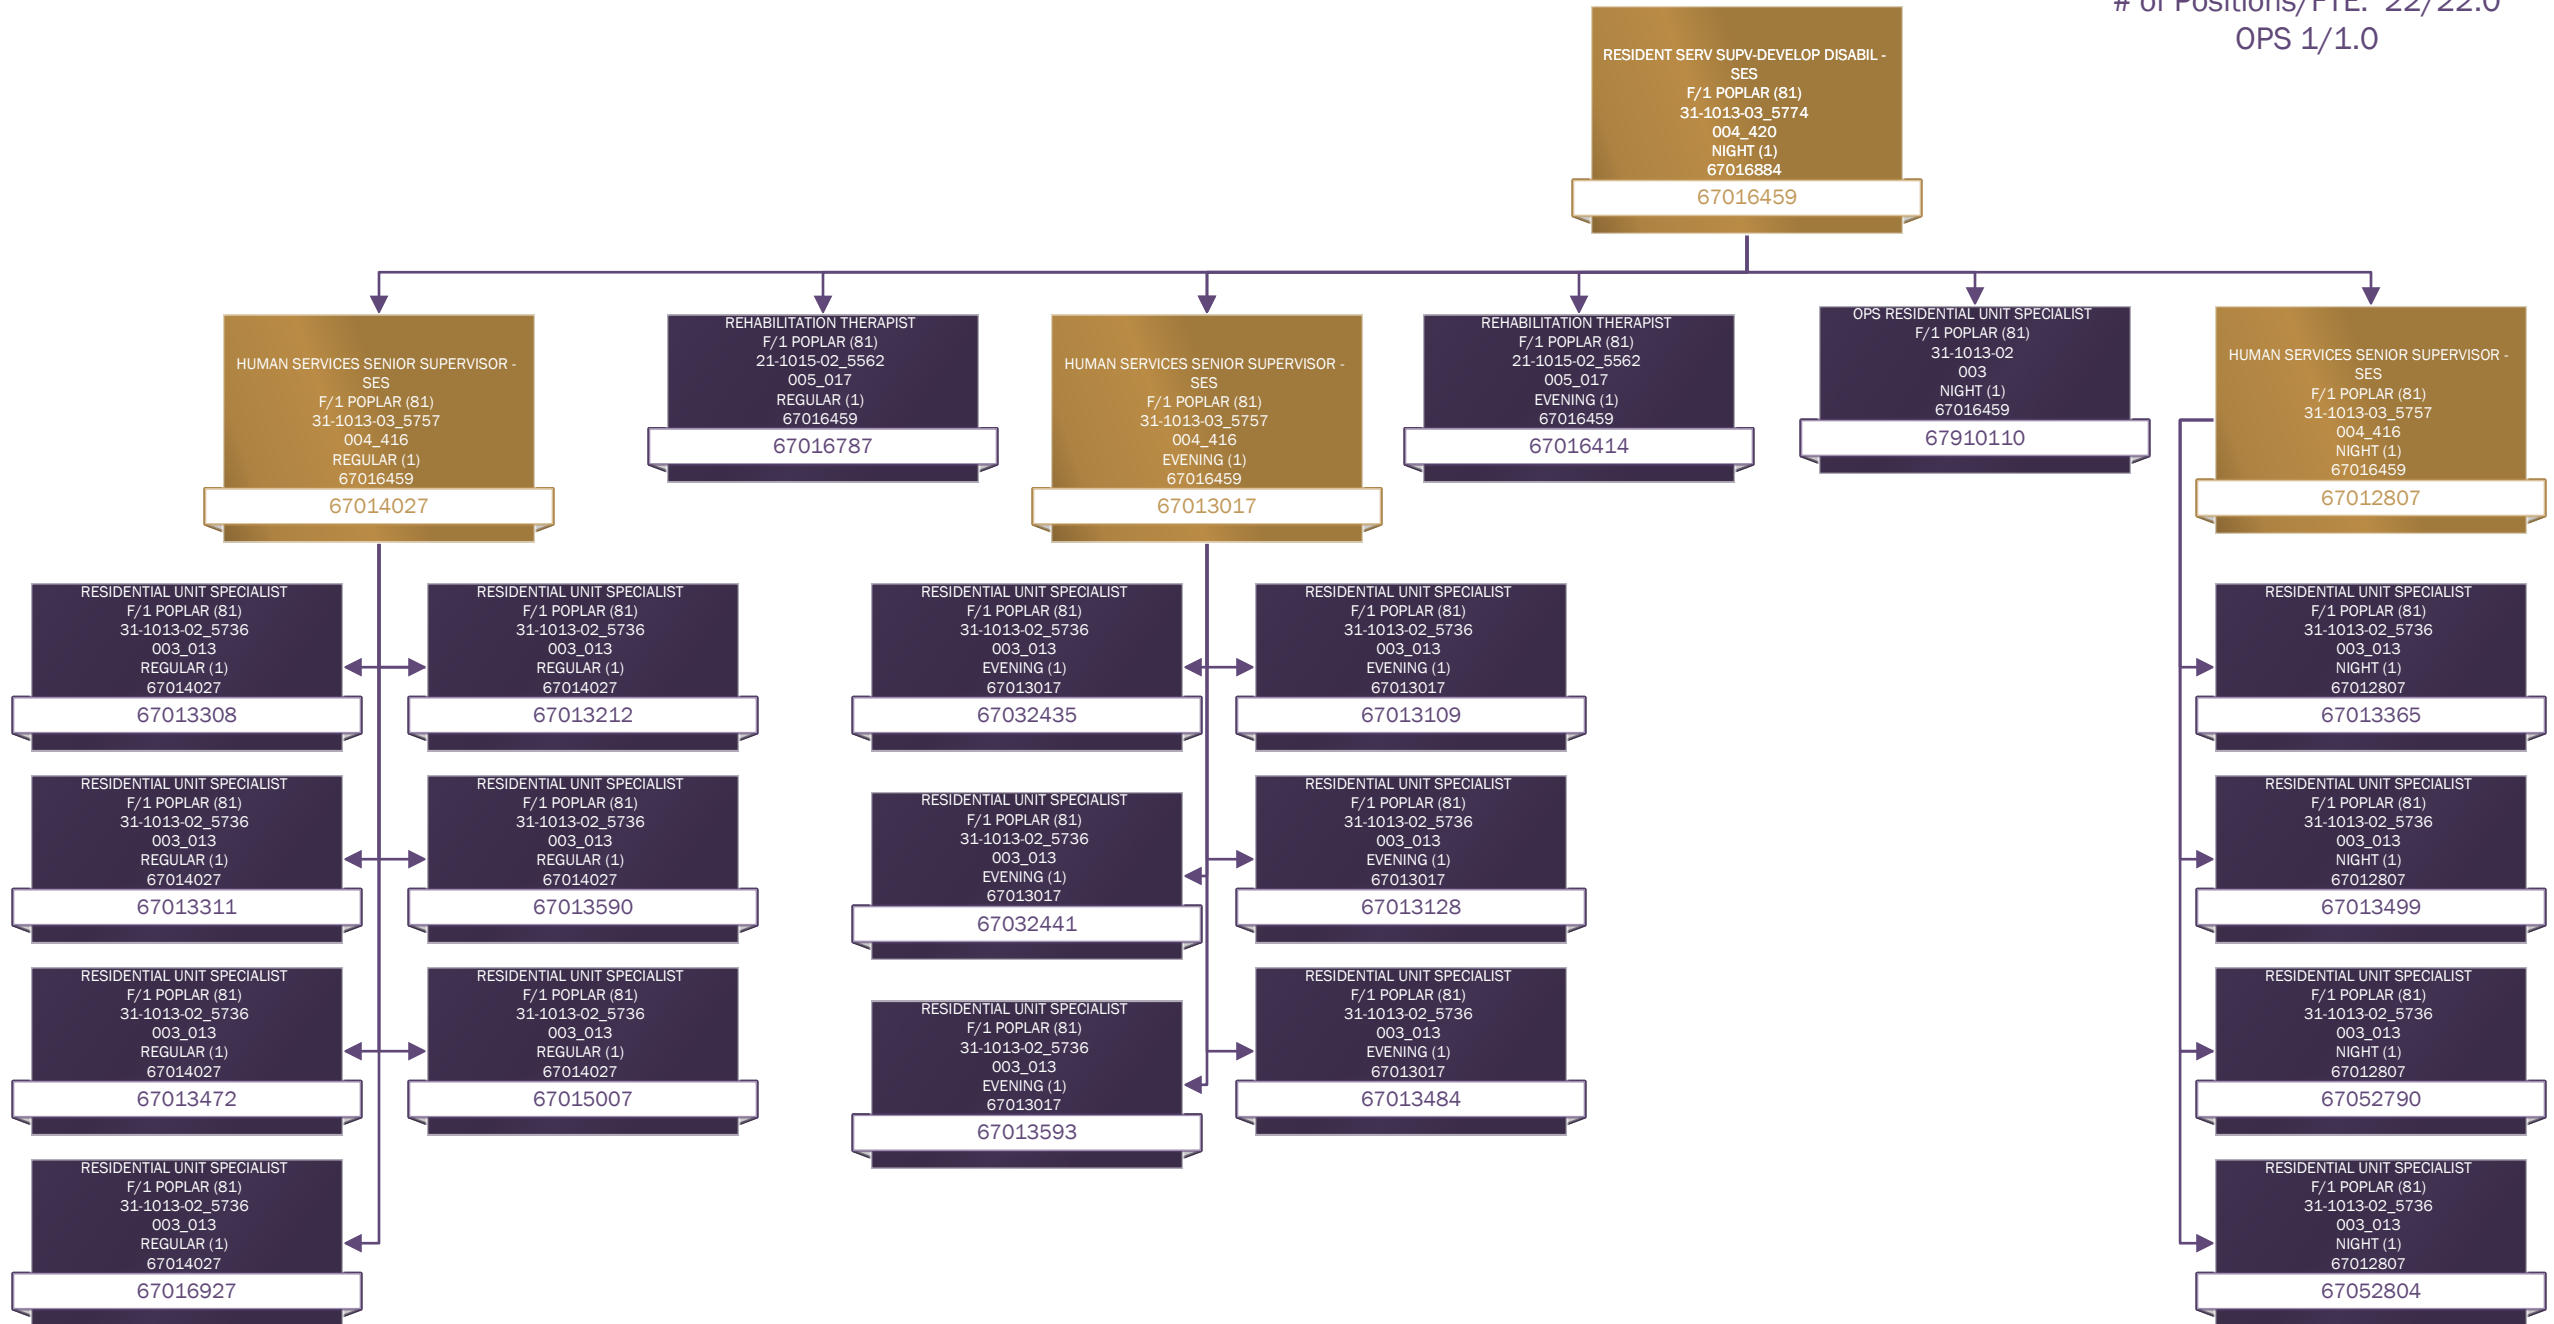 # of Positions/FTE: 22/22.0
OPS 1/1.0
RESIDENT SERV SUPV-DEVELOP DISABIL -
SES
F/1 POPLAR (81)
31-1013-03_5774
004_420
NIGHT (1)
67016884
67016459
HUMAN SERVICES SENIOR SUPERVISOR -
SES
F/1 POPLAR (81)
31-1013-03_5757
004_416
REGULAR (1)
67016459
67014027
REHABILITATION THERAPIST
F/1 POPLAR (81)
21-1015-02_5562
005_017
REGULAR (1)
67016459
67016787
HUMAN SERVICES SENIOR SUPERVISOR -
SES
F/1 POPLAR (81)
31-1013-03_5757
004_416
EVENING (1)
67016459
67013017
REHABILITATION THERAPIST
F/1 POPLAR (81)
21-1015-02_5562
005_017
EVENING (1)
67016459
67016414
OPS RESIDENTIAL UNIT SPECIALIST
F/1 POPLAR (81)
31-1013-02
003
NIGHT (1)
67016459
67910110
HUMAN SERVICES SENIOR SUPERVISOR -
SES
F/1 POPLAR (81)
31-1013-03_5757
004_416
NIGHT (1)
67016459
67012807
RESIDENTIAL UNIT SPECIALIST
F/1 POPLAR (81)
31-1013-02_5736
003_013
REGULAR (1)
67014027
67013308
RESIDENTIAL UNIT SPECIALIST
F/1 POPLAR (81)
31-1013-02_5736
003_013
REGULAR (1)
67014027
67013212
RESIDENTIAL UNIT SPECIALIST
F/1 POPLAR (81)
31-1013-02_5736
003_013
EVENING (1)
67013017
67032435
RESIDENTIAL UNIT SPECIALIST
F/1 POPLAR (81)
31-1013-02_5736
003_013
EVENING (1)
67013017
67013109
RESIDENTIAL UNIT SPECIALIST
F/1 POPLAR (81)
31-1013-02_5736
003_013
NIGHT (1)
67012807
67013365
RESIDENTIAL UNIT SPECIALIST
F/1 POPLAR (81)
31-1013-02_5736
003_013
REGULAR (1)
67014027
67013311
RESIDENTIAL UNIT SPECIALIST
F/1 POPLAR (81)
31-1013-02_5736
003_013
REGULAR (1)
67014027
67013590
RESIDENTIAL UNIT SPECIALIST
F/1 POPLAR (81)
31-1013-02_5736
003_013
EVENING (1)
67013017
67032441
RESIDENTIAL UNIT SPECIALIST
F/1 POPLAR (81)
31-1013-02_5736
003_013
EVENING (1)
67013017
67013128
RESIDENTIAL UNIT SPECIALIST
F/1 POPLAR (81)
31-1013-02_5736
003_013
NIGHT (1)
67012807
67013499
RESIDENTIAL UNIT SPECIALIST
F/1 POPLAR (81)
31-1013-02_5736
003_013
REGULAR (1)
67014027
67013472
RESIDENTIAL UNIT SPECIALIST
F/1 POPLAR (81)
31-1013-02_5736
003_013
REGULAR (1)
67014027
67015007
RESIDENTIAL UNIT SPECIALIST
F/1 POPLAR (81)
31-1013-02_5736
003_013
EVENING (1)
67013017
67013593
RESIDENTIAL UNIT SPECIALIST
F/1 POPLAR (81)
31-1013-02_5736
003_013
EVENING (1)
67013017
67013484
RESIDENTIAL UNIT SPECIALIST
F/1 POPLAR (81)
31-1013-02_5736
003_013
NIGHT (1)
67012807
67052790
RESIDENTIAL UNIT SPECIALIST
F/1 POPLAR (81)
31-1013-02_5736
003_013
REGULAR (1)
67014027
67016927
RESIDENTIAL UNIT SPECIALIST
F/1 POPLAR (81)
31-1013-02_5736
003_013
NIGHT (1)
67012807
67052804